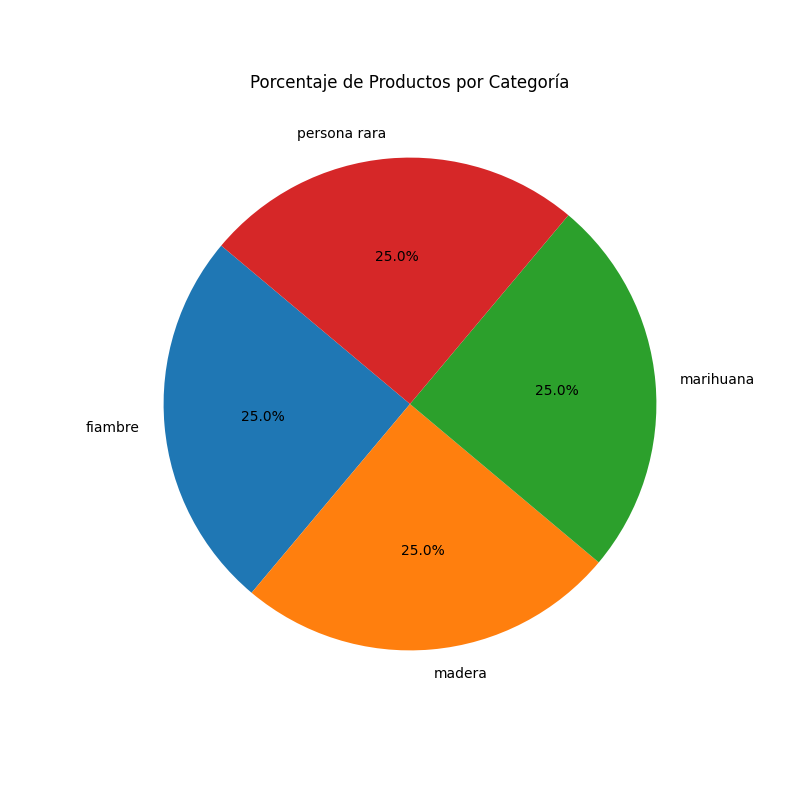 Porcentaje de Productos por Categoría
persona rara
25.0%
marihuana
25.0%
25.0%
fiambre
25.0%
madera